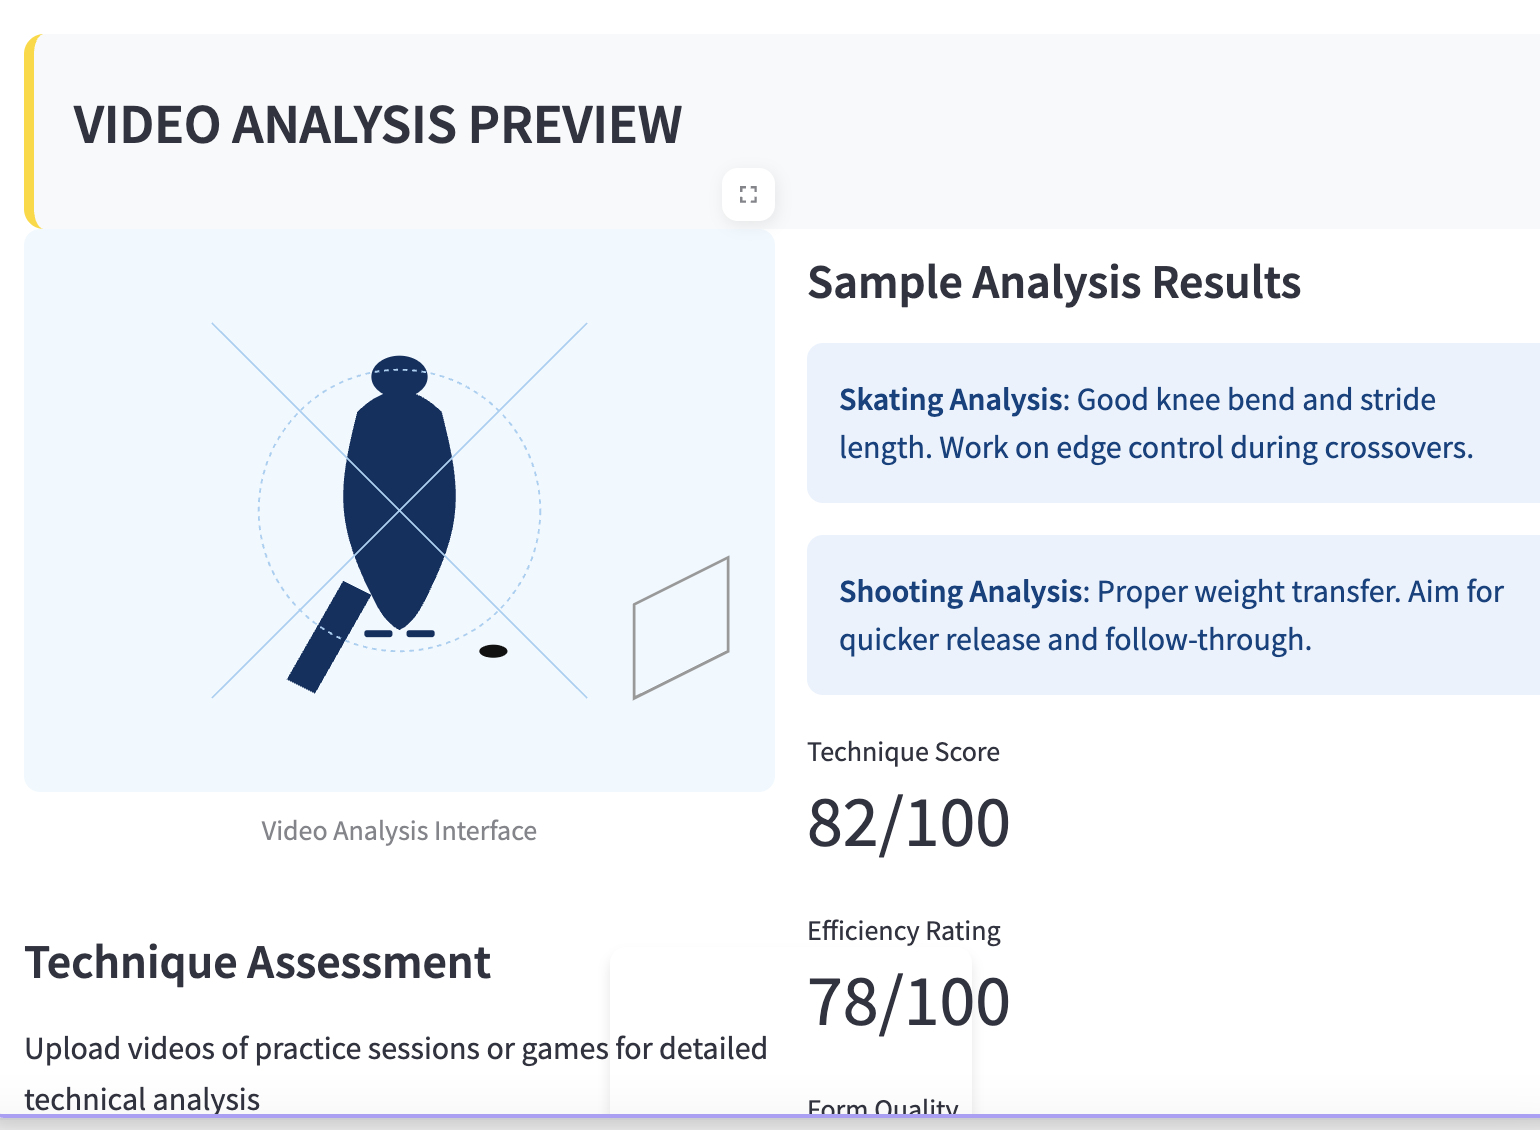 VIDEO ANALYSIS PREVIEW
Video Analysis Interface
Technique Assessment
Upload videos of practice sessions or games for detailed
technical analysis
Sample Analysis Results
Skating Analysis: Good knee bend and stride
length. Work on edge control during crossovers.
Shooting Analysis: Proper weight transfer. Aim for
quicker release and follow-through.
Technique Score
82/100
Efficiency Rating
78/100
Form Quality